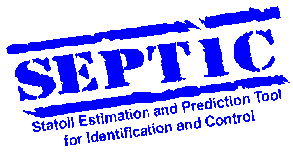 SEPTIC
Statoil Estimation and Prediction Tool
for Identification and Control